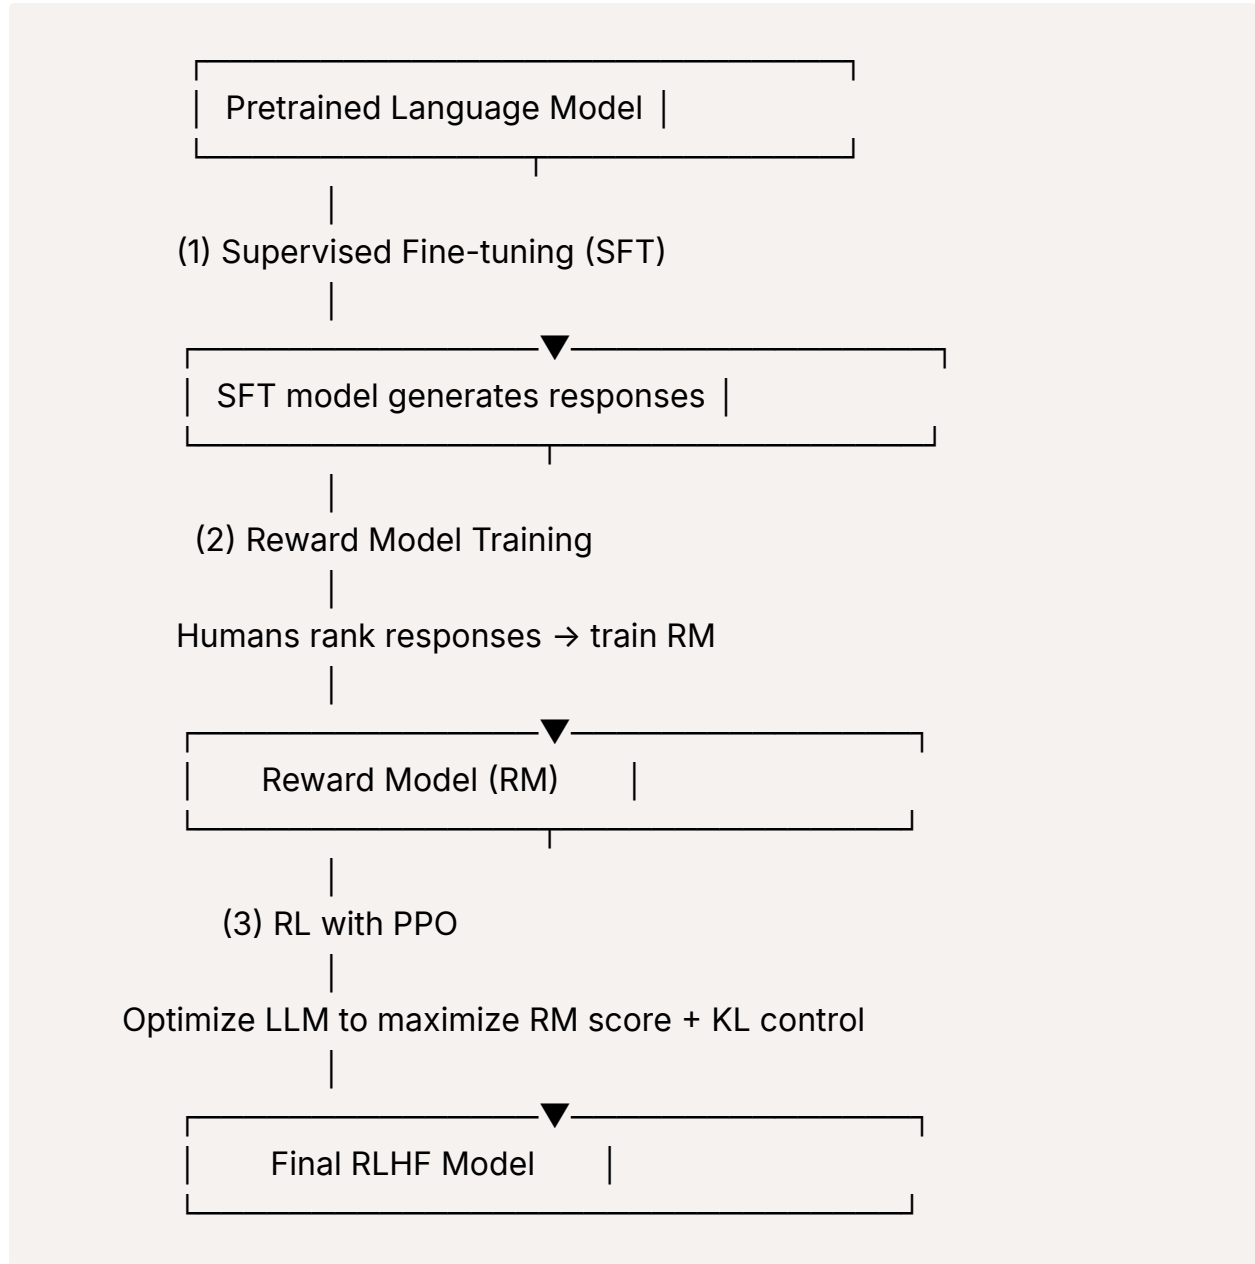 Pretrained Language Model
(1) Supervised Fine-tuning (SFT)
SFT model generates responses
(2) Reward Model Training
Humans rank responses → train RM
Reward Model (RM)
(3) RL with PPO
Optimize LLM to maximize RM score + KL control
Final RLHF Model